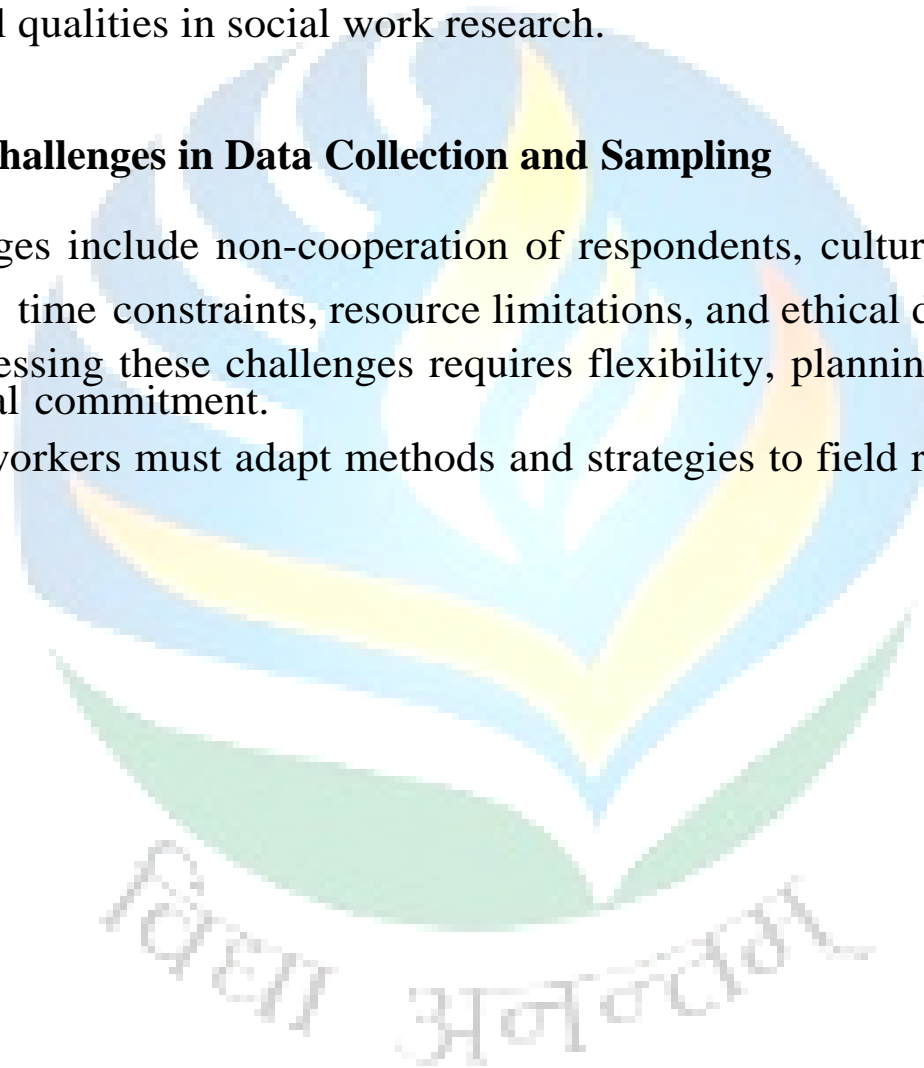 l qualities in social work research.
hallenges in Data Collection and Sampling
ges include non-cooperation of respondents, cultur
time constraints, resource limitations, and ethical d
essing these challenges requires flexibility, plannin
al commitment.
workers must adapt methods and strategies to field r
विद्या अनन्तम्